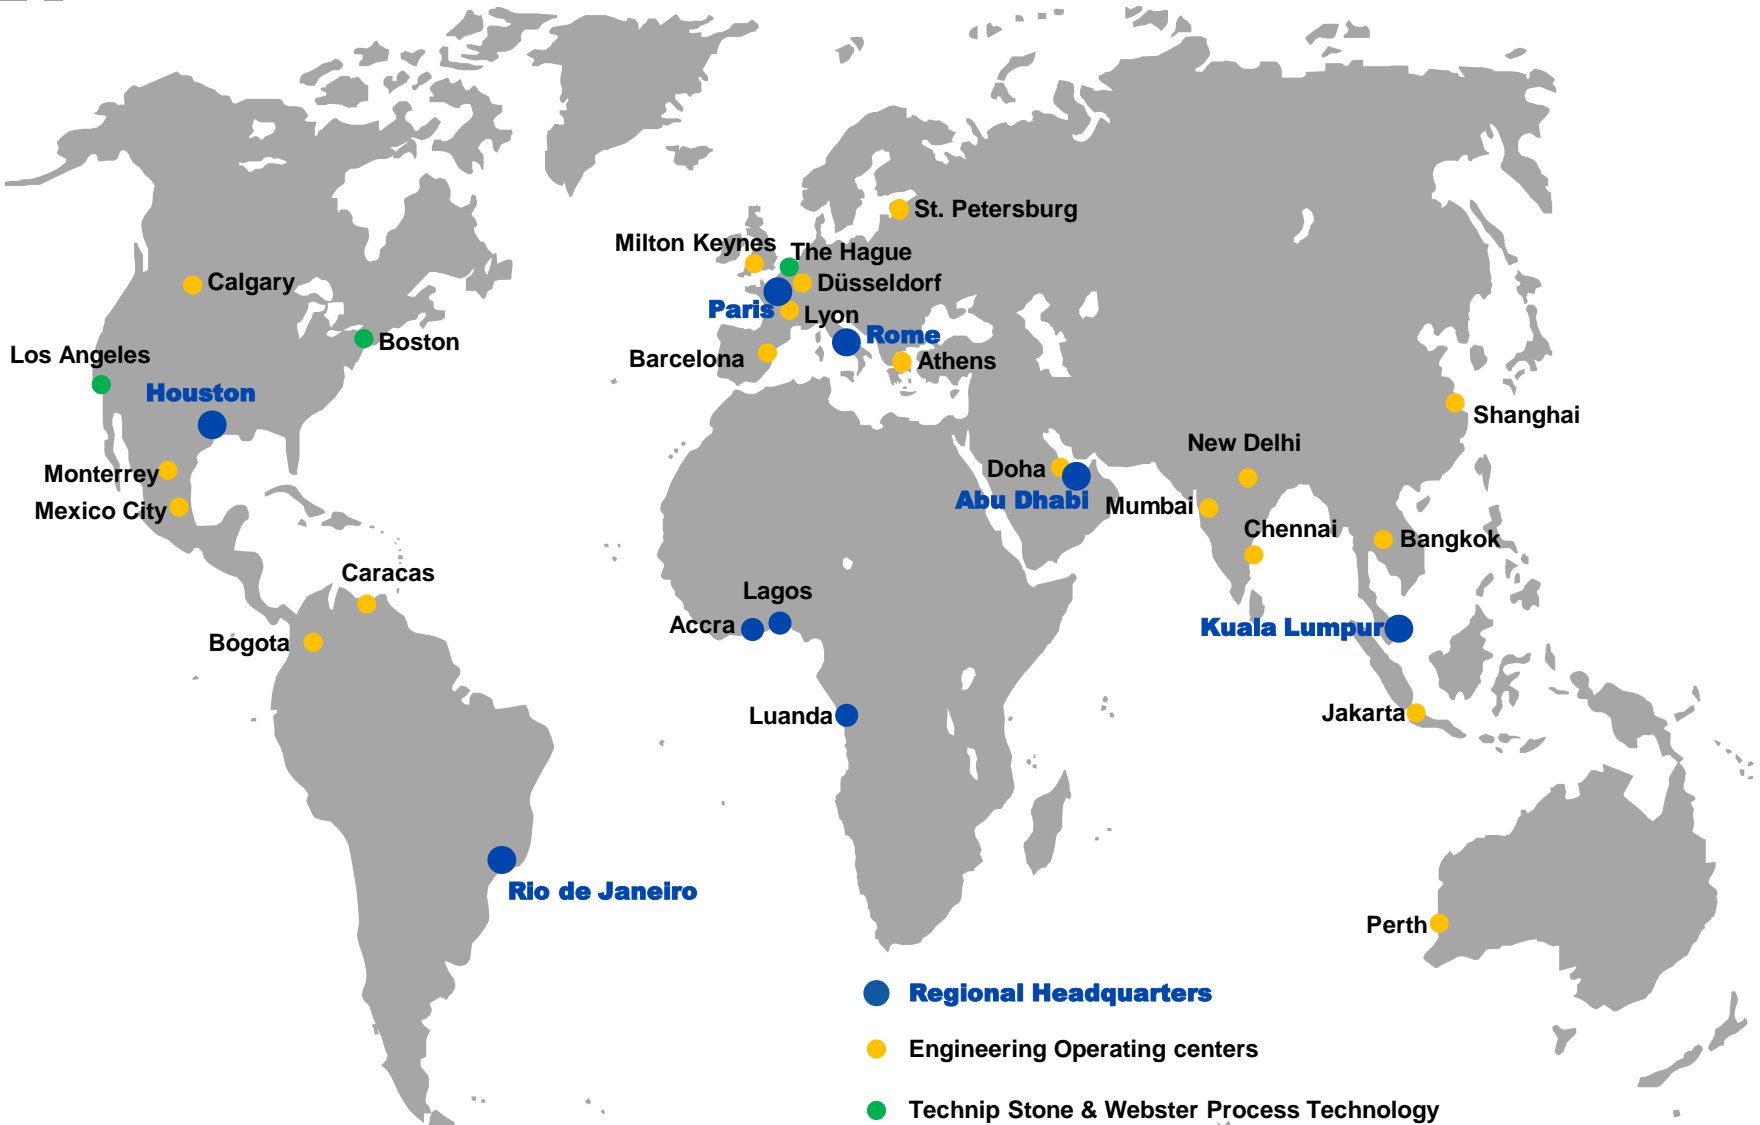 St. Petersburg
Milton Keynes
The Hague
Calgary
Düsseldorf
Paris
Lyon
Rome
Boston
Los Angeles
Barcelona
Athens
Houston
Shanghai
New Delhi
Monterrey
Doha
Abu Dhabi
Mumbai
Mexico City
Chennai
Bangkok
Caracas
Lagos
Accra
Kuala Lumpur
Bogota
Luanda
Jakarta
Rio de Janeiro
Perth
Regional Headquarters
Engineering Operating centers
Technip Stone & Webster Process Technology